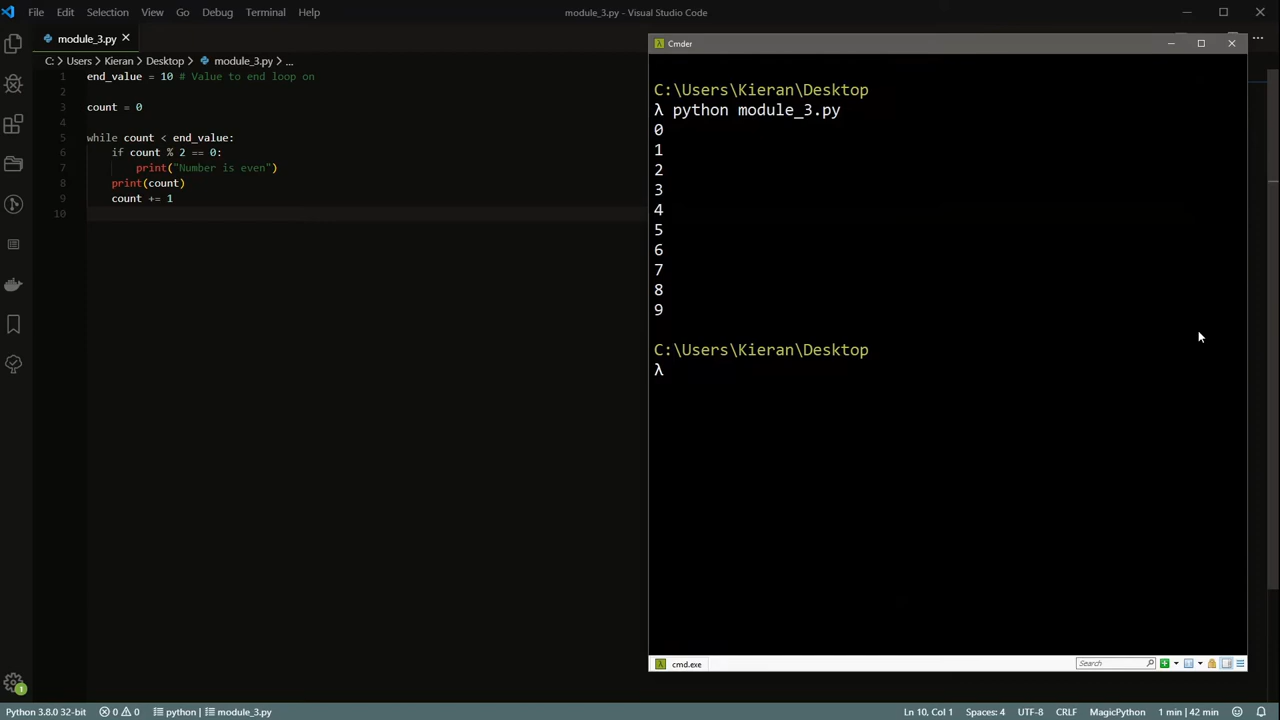 File Edit Selection View Go Debug Terminal Help
module_3.py - Visual Studio Code
module_3.py
C: > Users > Kieran > Desktop > module_3.py > ...
1 end_value = 10 # Value to end loop on
2
3 count = 0
4
5 while count < end_value:
6 if count % 2 == 0:
7 print("Number is even")
8 print(count)
9 count += 1
10
Cmder
C:\Users\Kieran\Desktop
λ python module_3.py
0
1
2
3
4
5
6
7
8
9
C:\Users\Kieran\Desktop
λ
cmd.exe
Search
1
Python 3.8.0 32-bit 0 0 python | module_3.py Ln 10, Col 1 Spaces: 4 UTF-8 CRLF MagicPython 1 min | 42 min